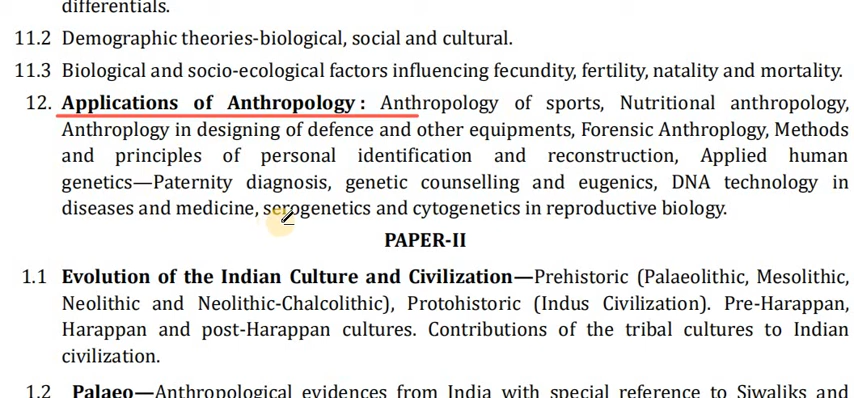 differentials.
11.2 Demographic theories-biological, social and cultural.
11.3 Biological and socio-ecological factors influencing fecundity, fertility, natality and mortality.
12. Applications of Anthropology : Anthropology of sports, Nutritional anthropology,
Anthroplogy in designing of defence and other equipments, Forensic Anthroplogy, Methods
and principles of personal identification and reconstruction, Applied human
genetics—Paternity diagnosis, genetic counselling and eugenics, DNA technology in
diseases and medicine, serogenetics and cytogenetics in reproductive biology.
PAPER-II
1.1 Evolution of the Indian Culture and Civilization—Prehistoric (Palaeolithic, Mesolithic,
Neolithic and Neolithic-Chalcolithic), Protohistoric (Indus Civilization). Pre-Harappan,
Harappan and post-Harappan cultures. Contributions of the tribal cultures to Indian
civilization.
1.2 Palaeo—Anthropological evidences from India with special reference to Siwaliks and